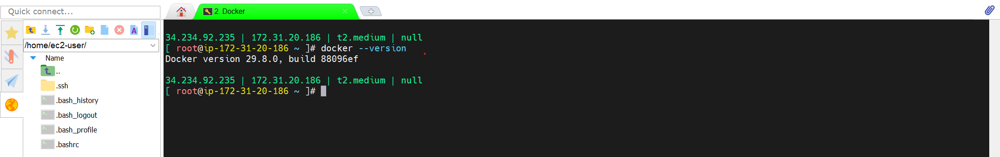 Quick connect...
2. Docker
/home/ec2-user/
Name
..
.ssh
.bash_history
.bash_logout
.bash_profile
.bashrc
34.234.92.235 | 172.31.20.186 | t2.medium | null
[ root@ip-172-31-20-186 ~ ]# docker --version
Docker version 29.8.0, build 88096ef
34.234.92.235 | 172.31.20.186 | t2.medium | null
[ root@ip-172-31-20-186 ~ ]#